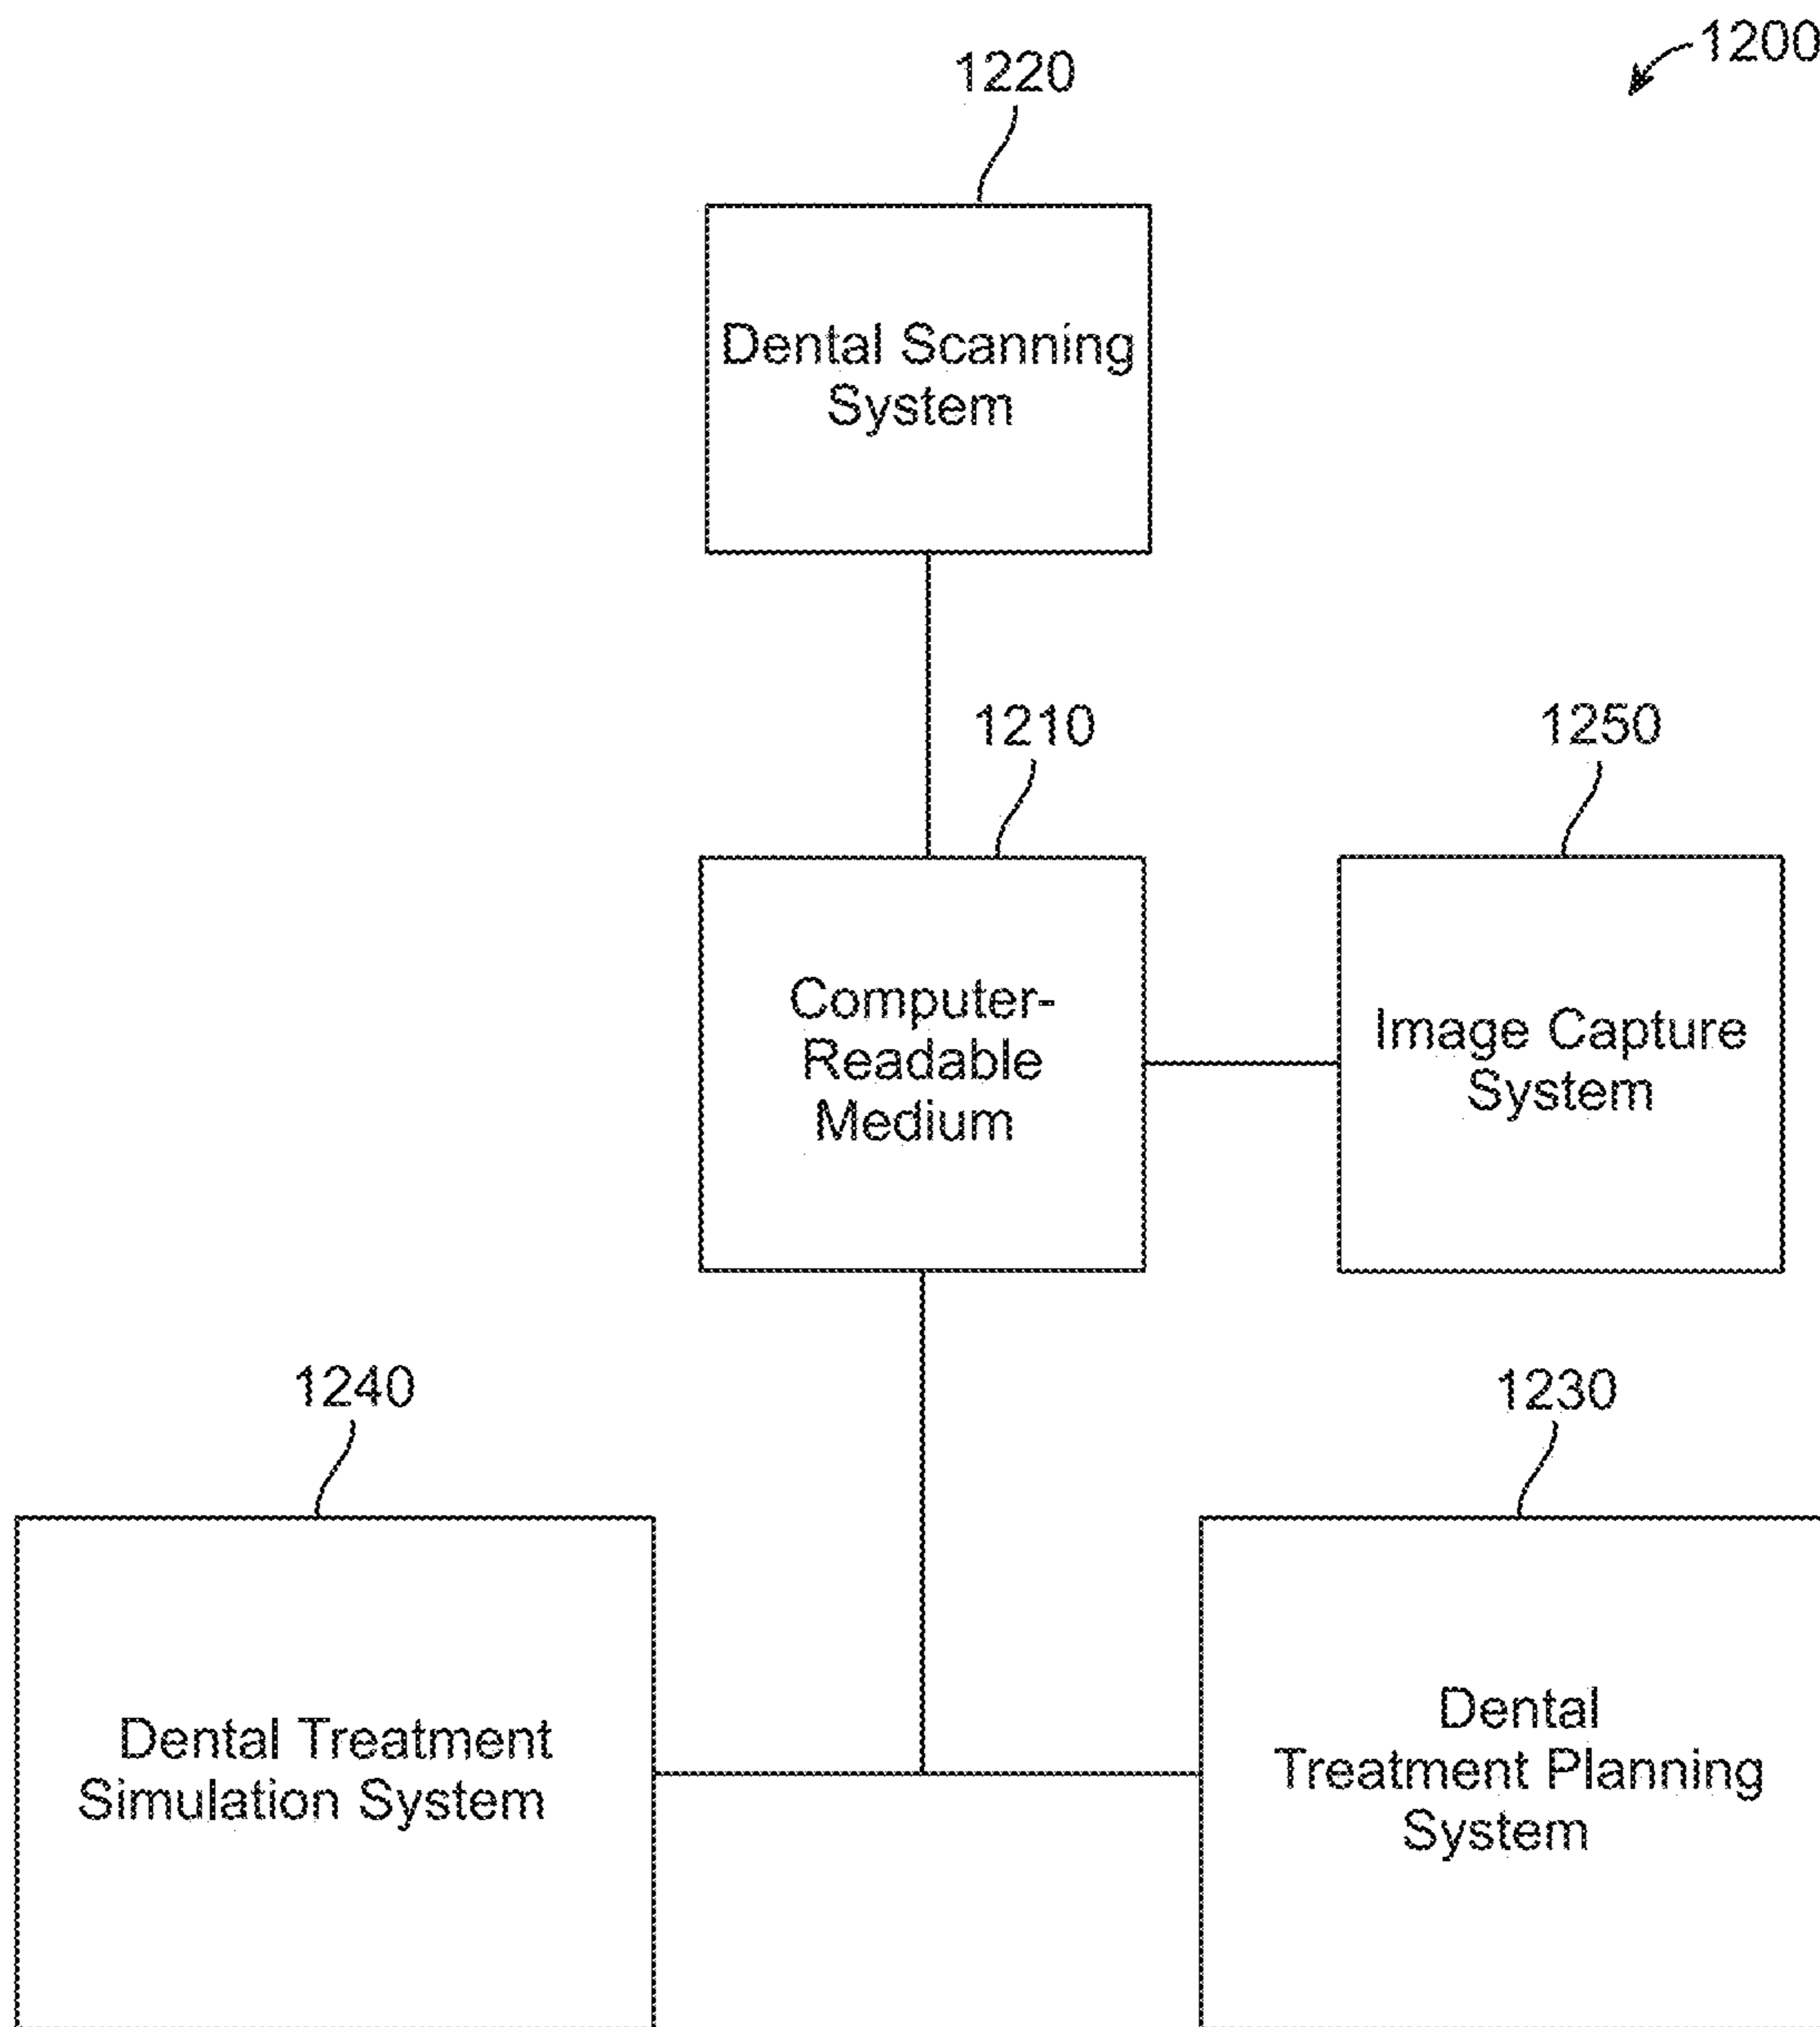 1200
1220
Dental Scanning
System
1210
1250
Computer-
Readable
Medium
Image Capture
System
1240
1230
Dental Treatment
Simulation System
Dental
Treatment Planning
System